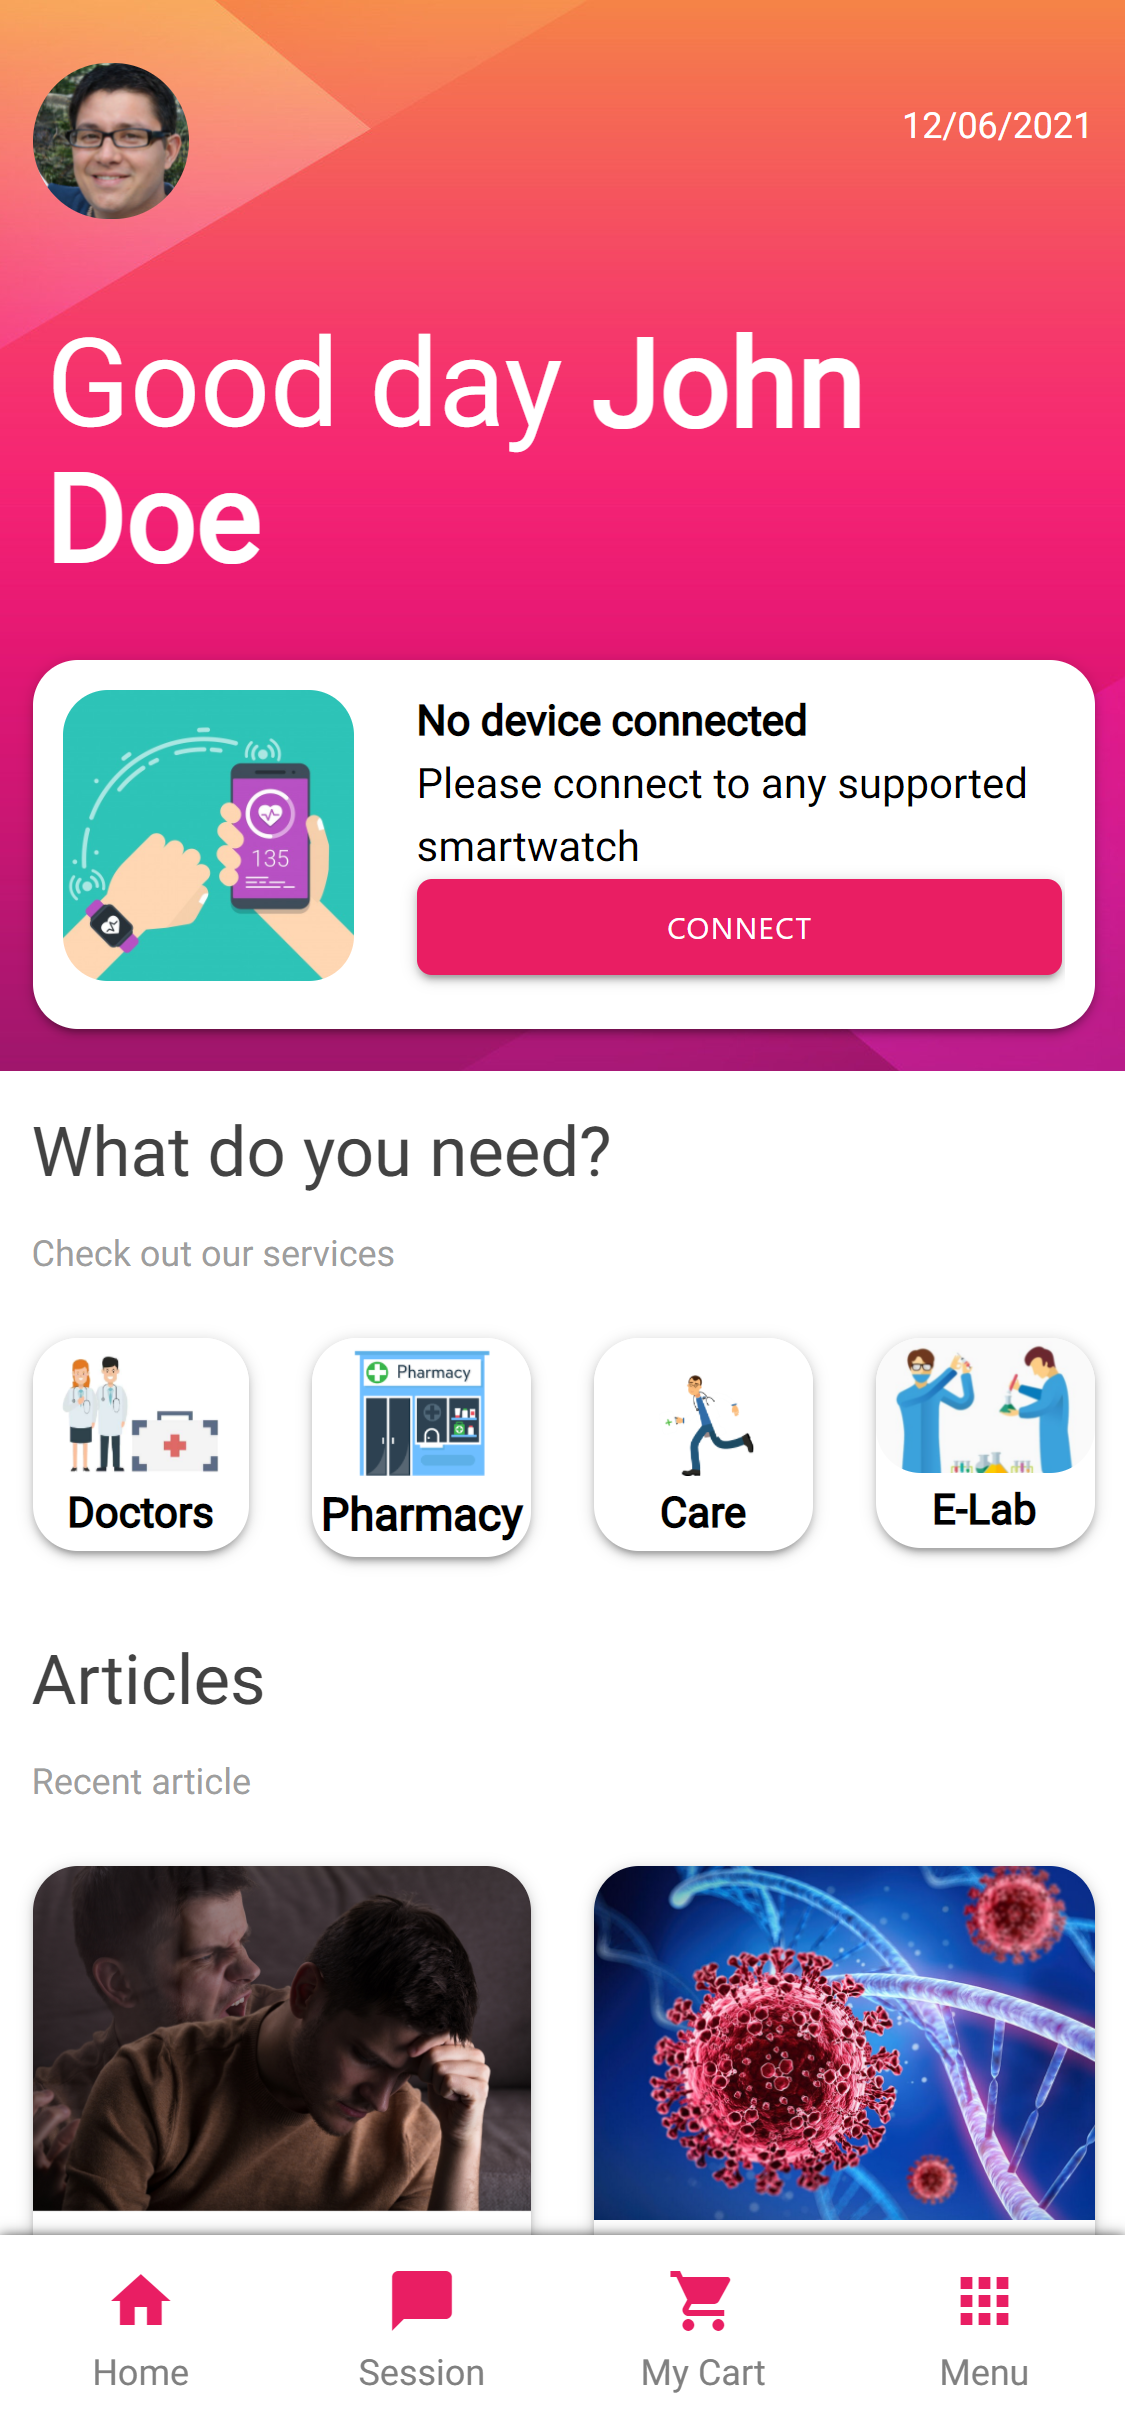 12/06/2021
Good day John
Doe
No device connected
Please connect to any supported
smartwatch
135
CONNECT
What do you need?
Check out our services
Pharmacy
Doctors
Pharmacy
Care
E-Lab
Articles
Recent article
Home
Session
My Cart
Menu